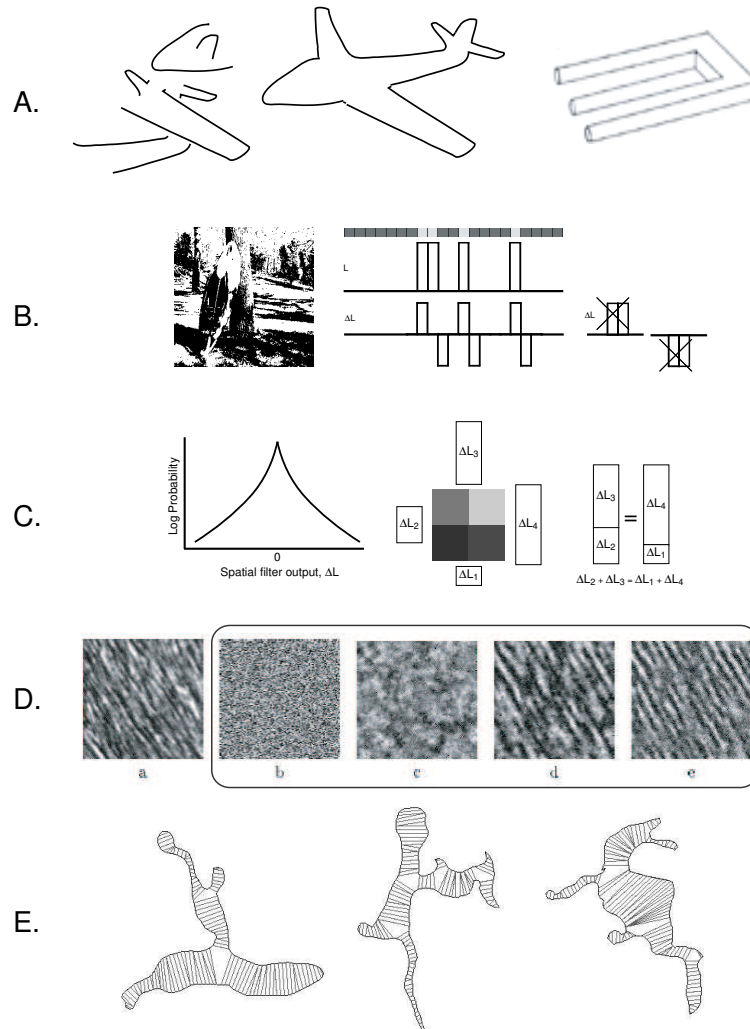 A.
B.
L
ΔL
ΔL
C.
Log Probability
0
Spatial filter output, ΔL
ΔL3
ΔL2
ΔL4
ΔL1
ΔL3
ΔL2
=
ΔL4
ΔL1
ΔL2 + ΔL3 = ΔL1 + ΔL4
D.
a
b
c
d
e
E.